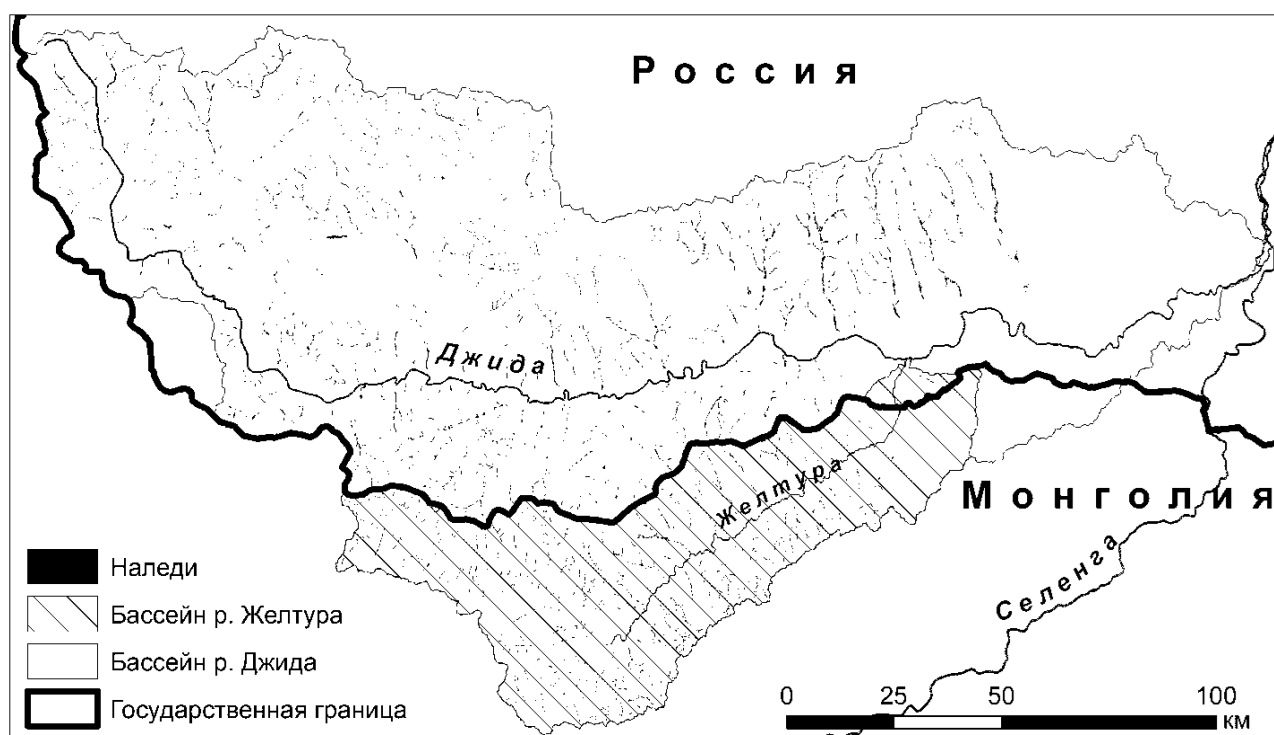 Россия
Джида
Желтура
Монголия
Селенга
Наледи
Бассейн р. Желтура
Бассейн р. Джида
Государственная граница
0 25 50 100
км